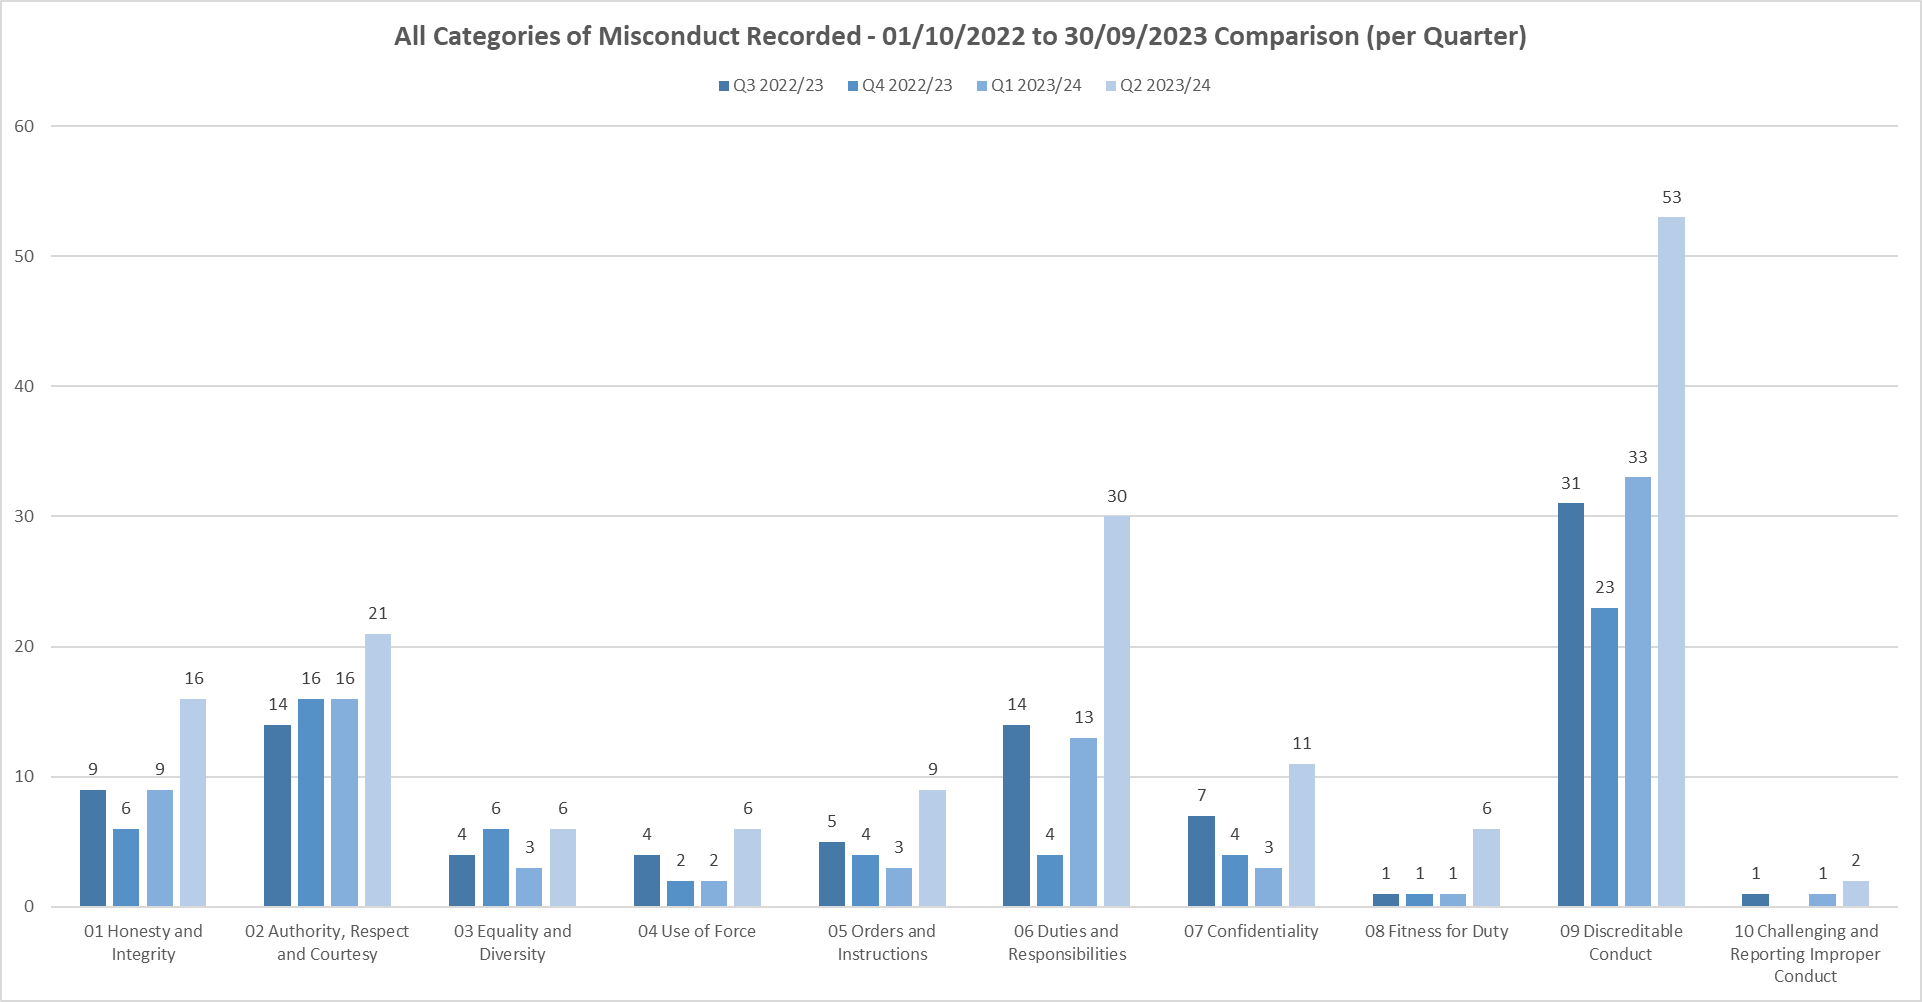 All Categories of Misconduct Recorded - 01/10/2022 to 30/09/2023 Comparison (per Quarter)
Q3 2022/23 Q4 2022/23 Q1 2023/24 Q2 2023/24
60
50
40
30
20
10
0
9 6 9 16
14 16 16 21
4 6 3 6
4 2 2 6
5 4 3 9
14 4 13 30
7 4 3 11
1 1 1 6
31 23 33 53
1 1 2
01 Honesty and
Integrity
02 Authority, Respect
and Courtesy
03 Equality and
Diversity
04 Use of Force
05 Orders and
Instructions
06 Duties and
Responsibilities
07 Confidentiality
08 Fitness for Duty
09 Discreditable
Conduct
10 Challenging and
Reporting Improper
Conduct